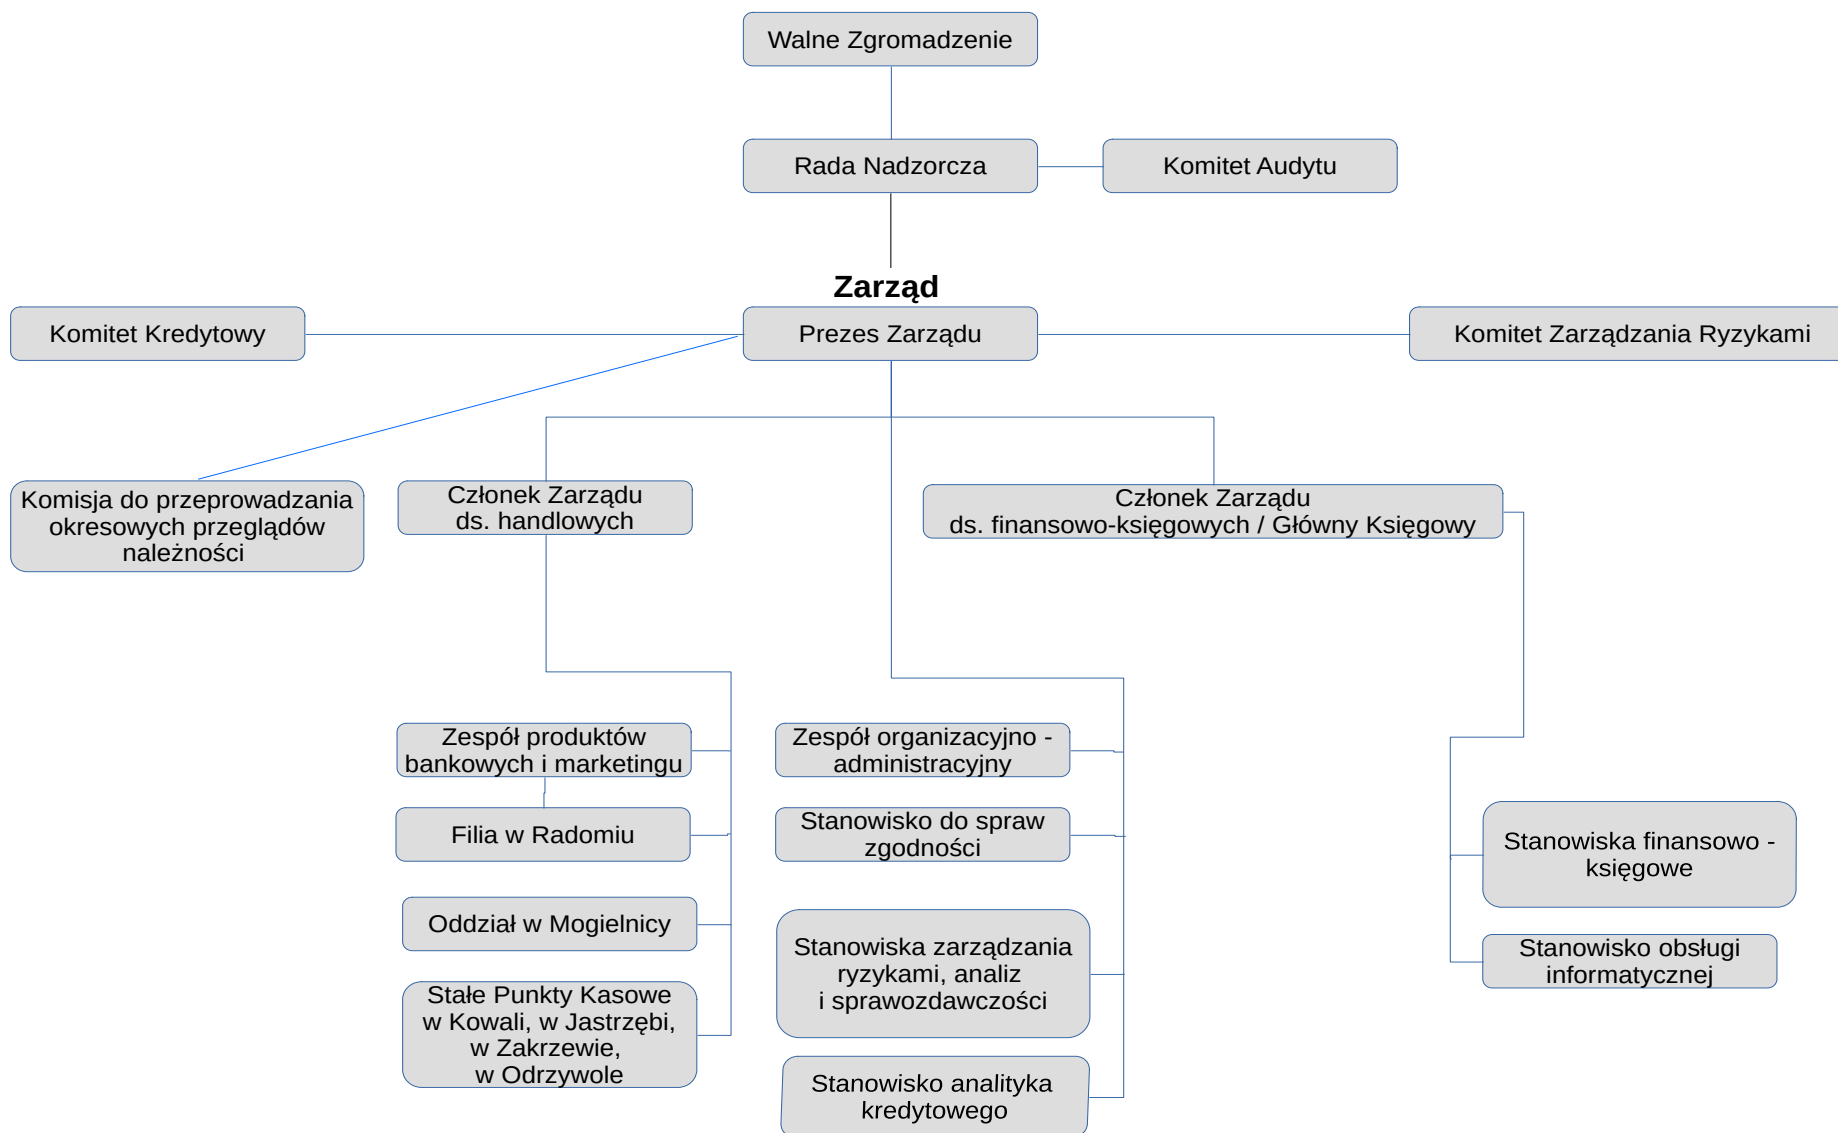 Walne Zgromadzenie
Rada Nadzorcza
Komitet Audytu
Zarząd
Komitet Kredytowy
Prezes Zarządu
Komitet Zarządzania Ryzykami
Komisja do przeprowadzania
okresowych przeglądów
należności
Członek Zarządu
ds. handlowych
Członek Zarządu
ds. finansowo-księgowych / Główny Księgowy
Zespół produktów
bankowych i marketingu
Filia w Radomiu
Oddział w Mogielnicy
Stałe Punkty Kasowe
w Kowali, w Jastrzębi,
w Zakrzewie,
w Odrzywole
Zespół organizacyjno -
administracyjny
Stanowisko do spraw
zgodności
Stanowiska zarządzania
ryzykami, analiz
i sprawozdawczości
Stanowisko analityka
kredytowego
Stanowiska finansowo -
księgowe
Stanowisko obsługi
informatycznej